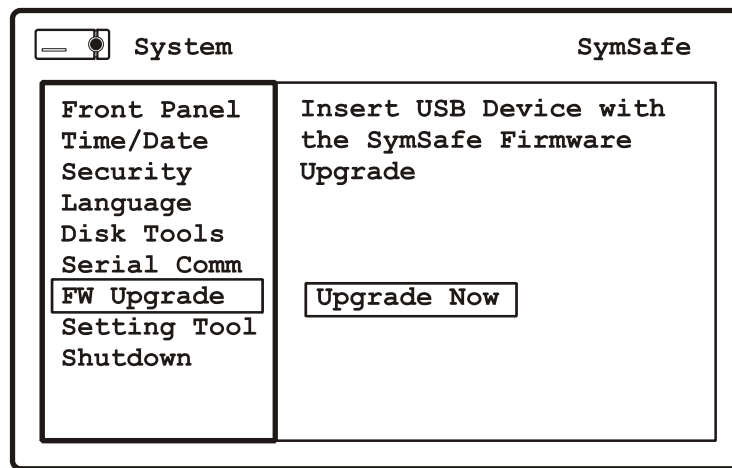 System SymSafe
Front Panel
Time/Date
Security
Language
Disk Tools
Serial Comm
FW Upgrade
Setting Tool
Shutdown
Insert USB Device with
the SymSafe Firmware
Upgrade
Upgrade Now